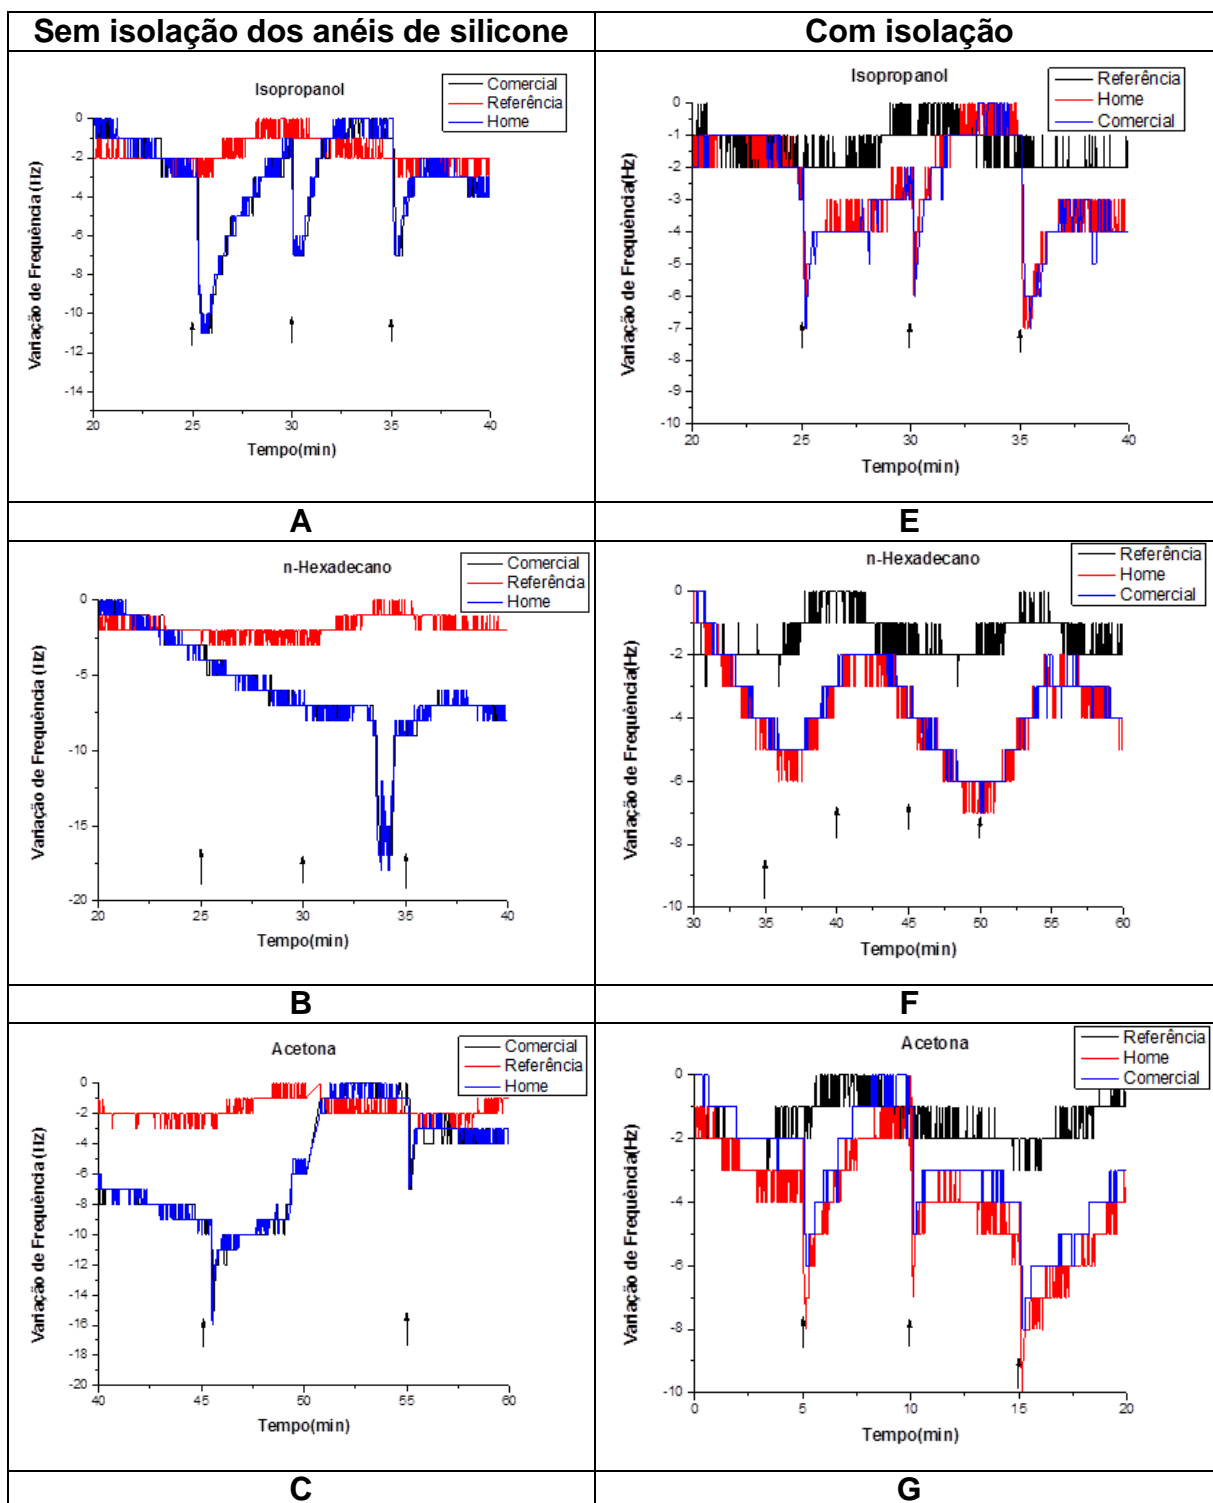 Sem isolação dos anéis de silicone
Com isolação
Isopropanol
Comercial
Referência
Home
Variação de Frequência (Hz)
0
-2
-4
-6
-8
-10
-12
-14
20 25 30 35 40
Tempo(min)
A
Isopropanol
Referência
Home
Comercial
Variação de Frequência(Hz)
0
-1
-2
-3
-4
-5
-6
-7
-8
-9
-10
20 25 30 35 40
Tempo(min)
E
n-Hexadecano
Comercial
Referência
Home
Variação de Frequência (Hz)
0
-5
-10
-15
-20
20 25 30 35 40
Tempo(min)
B
n-Hexadecano
Referência
Home
Comercial
Variação de Frequência(Hz)
0
-2
-4
-6
-8
-10
30 35 40 45 50 55 60
Tempo(min)
F
Acetona
Comercial
Referência
Home
Variação de Frequência (Hz)
0
-2
-4
-6
-8
-10
-12
-14
-16
-18
-20
40 45 50 55 60
Tempo(min)
C
Acetona
Referência
Home
Comercial
Variação de Frequência(Hz)
0
-2
-4
-6
-8
-10
0 5 10 15 20
Tempo(min)
G